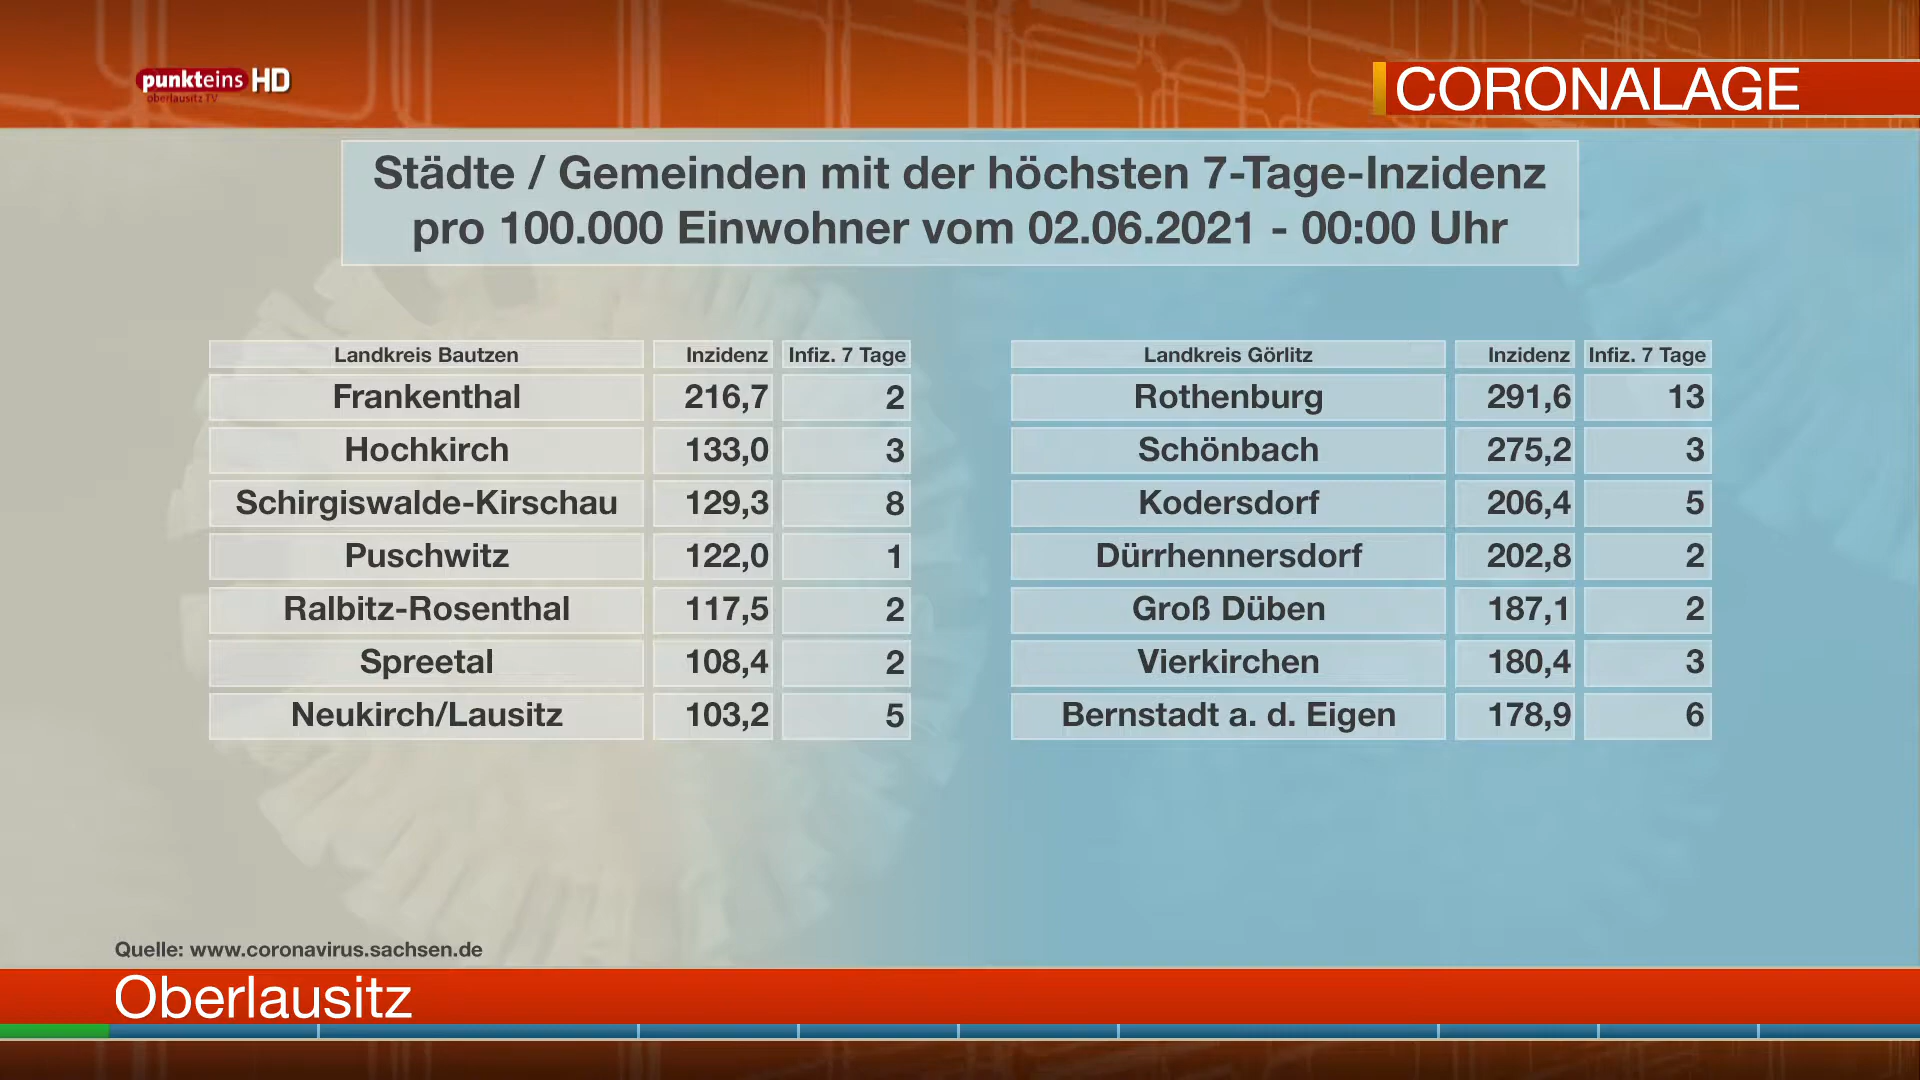 punkteins HD
oberlausitz TV
CORONALAGE
Städte / Gemeinden mit der höchsten 7-Tage-Inzidenz
pro 100.000 Einwohner vom 02.06.2021 - 00:00 Uhr
Landkreis Bautzen Inzidenz Infiz. 7 Tage
Frankenthal 216,7 2
Hochkirch 133,0 3
Schirgiswalde-Kirschau 129,3 8
Puschwitz 122,0 1
Ralbitz-Rosenthal 117,5 2
Spreetal 108,4 2
Neukirch/Lausitz 103,2 5
Landkreis Görlitz Inzidenz Infiz. 7 Tage
Rothenburg 291,6 13
Schönbach 275,2 3
Kodersdorf 206,4 5
Dürrhennersdorf 202,8 2
Groß Düben 187,1 2
Vierkirchen 180,4 3
Bernstadt a. d. Eigen 178,9 6
Quelle: www.coronavirus.sachsen.de
Oberlausitz